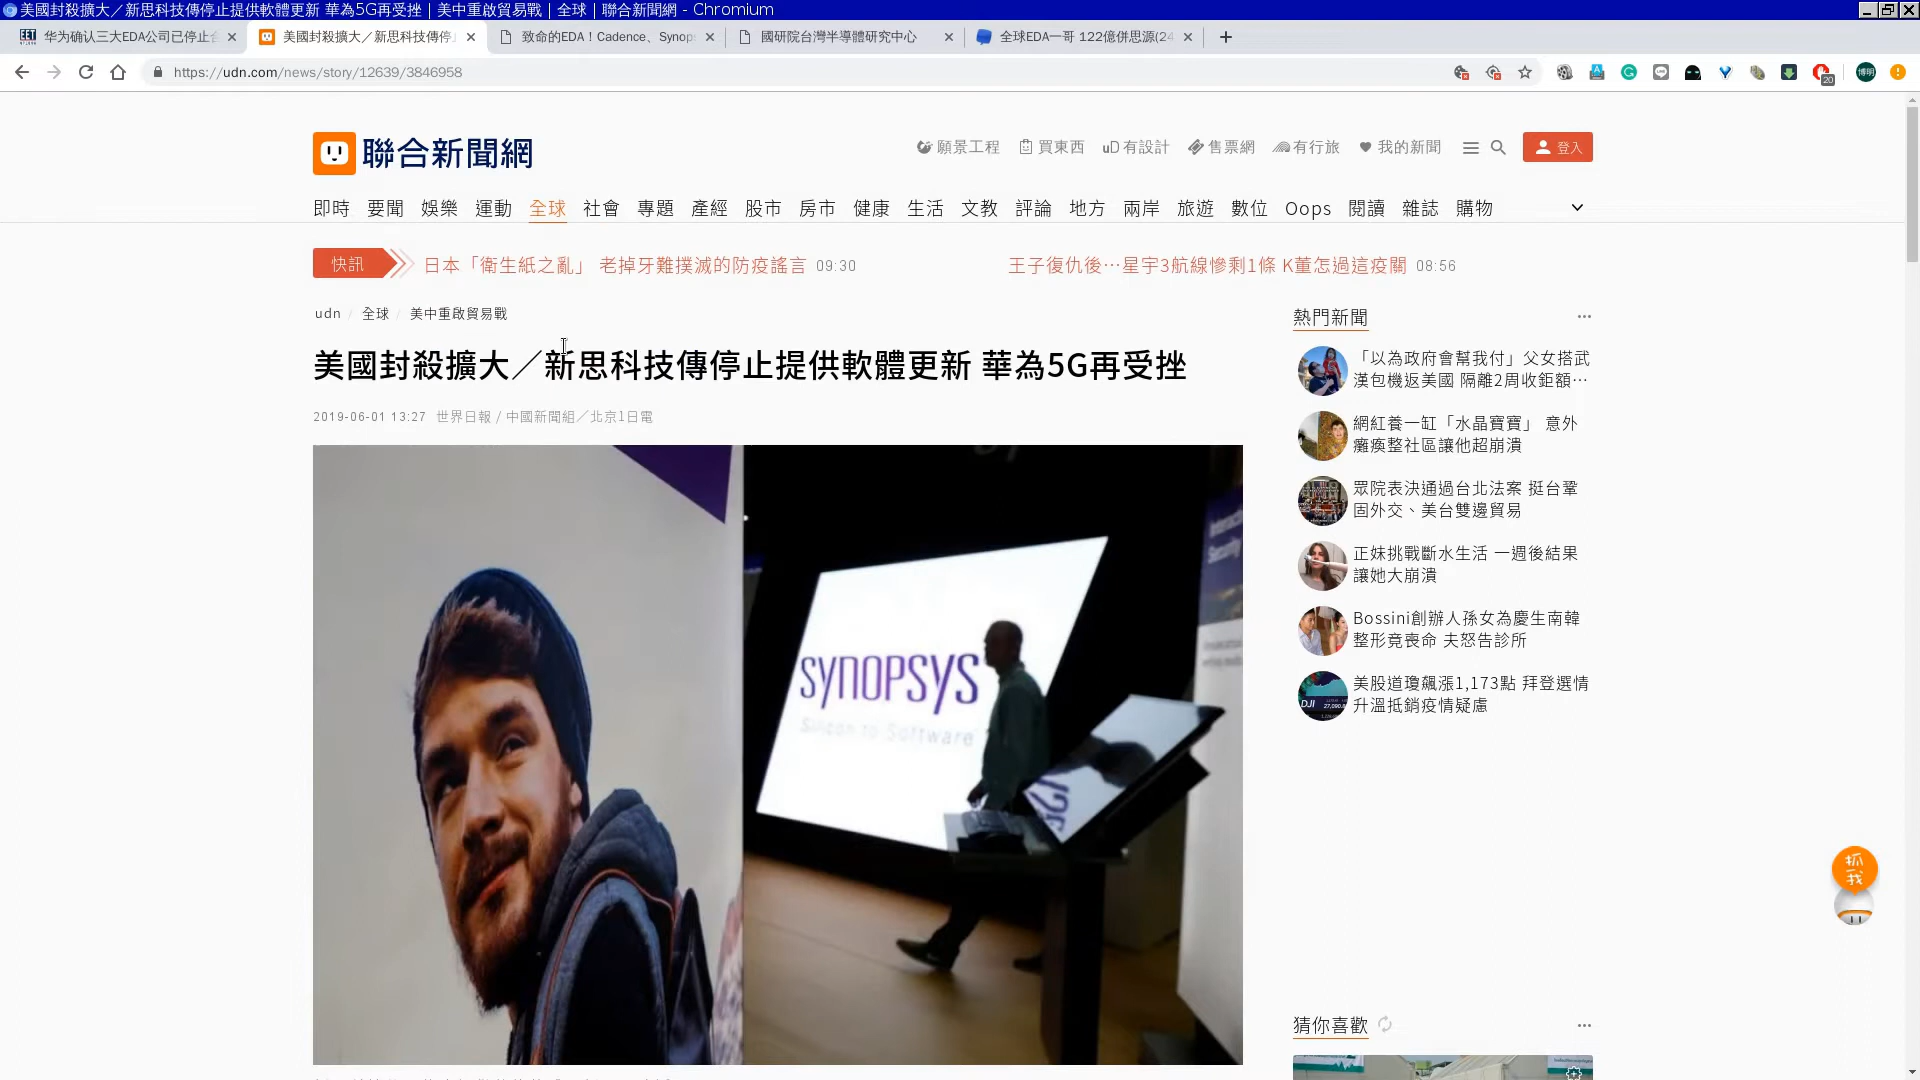 美國封殺擴大／新思科技傳停止提供軟體更新 華為5G再受挫 | 美中重啟貿易戰 | 全球 | 聯合新聞網 - Chromium
华为确认三大EDA公司已停止合
美國封殺擴大／新思科技傳停
致命的EDA！Cadence、Synop
國研院台灣半導體研究中心
全球EDA一哥 122億併思源(24
https://udn.com/news/story/12639/3846958
20
博明
聯合新聞網
願景工程 買東西 uD有設計 售票網 有行旅 我的新聞 登入
即時 要聞 娛樂 運動 全球 社會 專題 產經 股市 房市 健康 生活 文教 評論 地方 兩岸 旅遊 數位 Oops 閱讀 雜誌 購物
快訊 日本「衛生紙之亂」 老掉牙難撲滅的防疫謠言 09:30 王子復仇後…星宇3航線慘剩1條 K董怎過這疫關 08:56
udn / 全球 / 美中重啟貿易戰
美國封殺擴大／新思科技傳停止提供軟體更新 華為5G再受挫
2019-06-01 13:27 世界日報 / 中國新聞組／北京1日電
SYNOPSYS
Silicon to Software
熱門新聞
「以為政府會幫我付」父女搭武
漢包機返美國 隔離2周收鉅額…
網紅養一缸「水晶寶寶」 意外
癱瘓整社區讓他超崩潰
眾院表決通過台北法案 挺台鞏
固外交、美台雙邊貿易
正妹挑戰斷水生活 一週後結果
讓她大崩潰
Bossini創辦人孫女為慶生南韓
整形竟喪命 夫怒告診所
美股道瓊飆漲1,173點 拜登選情
升溫抵銷疫情疑慮
抓
我
猜你喜歡